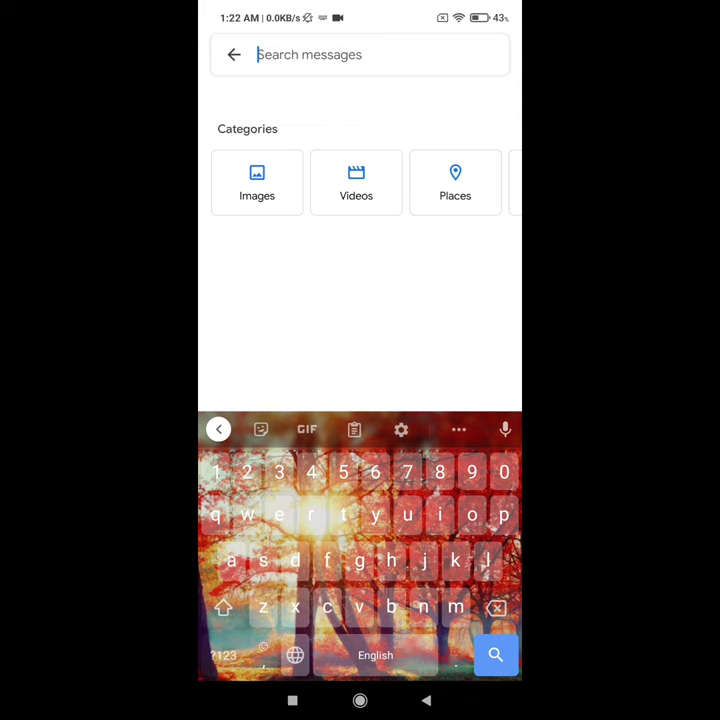 1:22 AM | 0.0KB/s 43%
Search messages
Categories
Images Videos Places
GIF
1 2 3 4 5 6 7 8 9 0
q w e r t y u i o p
a s d f g h j k l
z x c v b n m
?123 , English .